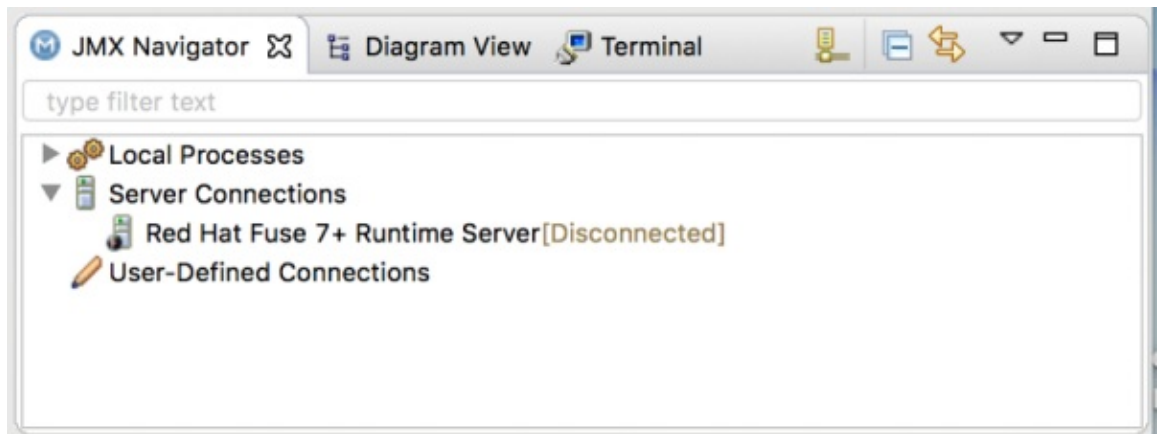 JMX Navigator Diagram View Terminal
type filter text
Local Processes
Server Connections
Red Hat Fuse 7+ Runtime Server[Disconnected]
User-Defined Connections